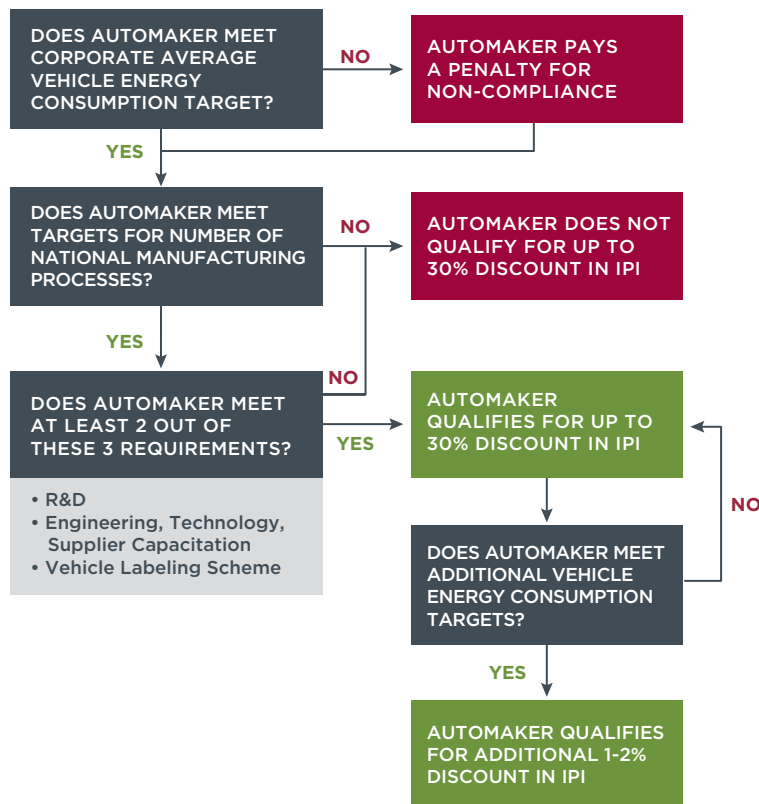 DOES AUTOMAKER MEET
CORPORATE AVERAGE
VEHICLE ENERGY
CONSUMPTION TARGET?
NO
AUTOMAKER PAYS
A PENALTY FOR
NON-COMPLIANCE
YES
DOES AUTOMAKER MEET
TARGETS FOR NUMBER OF
NATIONAL MANUFACTURING
PROCESSES?
NO
AUTOMAKER DOES NOT
QUALIFY FOR UP TO
30% DISCOUNT IN IPI
YES
DOES AUTOMAKER MEET
AT LEAST 2 OUT OF
THESE 3 REQUIREMENTS?
NO
YES
• R&D
• Engineering, Technology,
Supplier Capacitation
• Vehicle Labeling Scheme
AUTOMAKER
QUALIFIES FOR UP TO
30% DISCOUNT IN IPI
NO
DOES AUTOMAKER MEET
ADDITIONAL VEHICLE
ENERGY CONSUMPTION
TARGETS?
YES
AUTOMAKER QUALIFIES
FOR ADDITIONAL 1-2%
DISCOUNT IN IPI